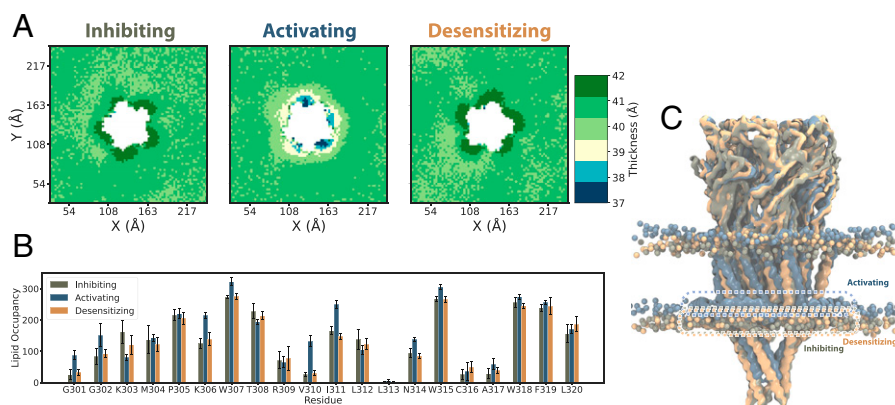 A
Inhibiting
Activating
Desensitizing
Y (Å)
217
163
108
54
54 108 163 217
X (Å)
54 108 163 217
X (Å)
54 108 163 217
X (Å)
42
41
40
39
38
37
Thickness (Å)
B
Lipid Occupancy
300
200
100
0
Inhibiting
Activating
Desensitizing
G301 G302 K303 M304 P305 K306 W307 T308 R309 V310 I311 L312 L313 N314 W315 C316 A317 W318 F319 L320
Residue
C
Activating
Desensitizing
Inhibiting